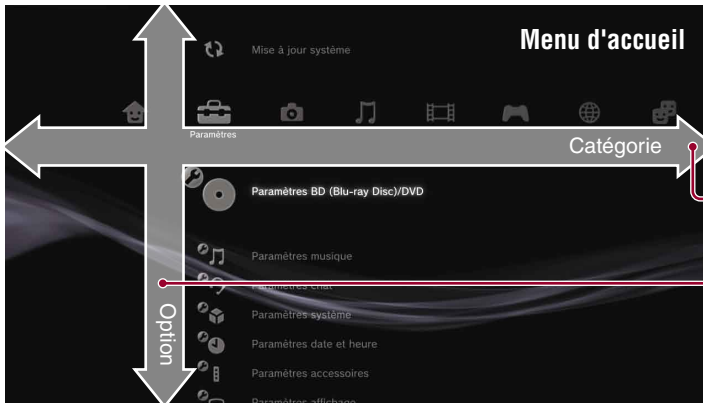 Menu d'accueil
Mise à jour système
Paramètres
Catégorie
Paramètres BD (Blu-ray Disc)/DVD
Paramètres musique
Paramètres chat
Paramètres système
Option
Paramètres date et heure
Paramètres accessoires
Paramètres affichage